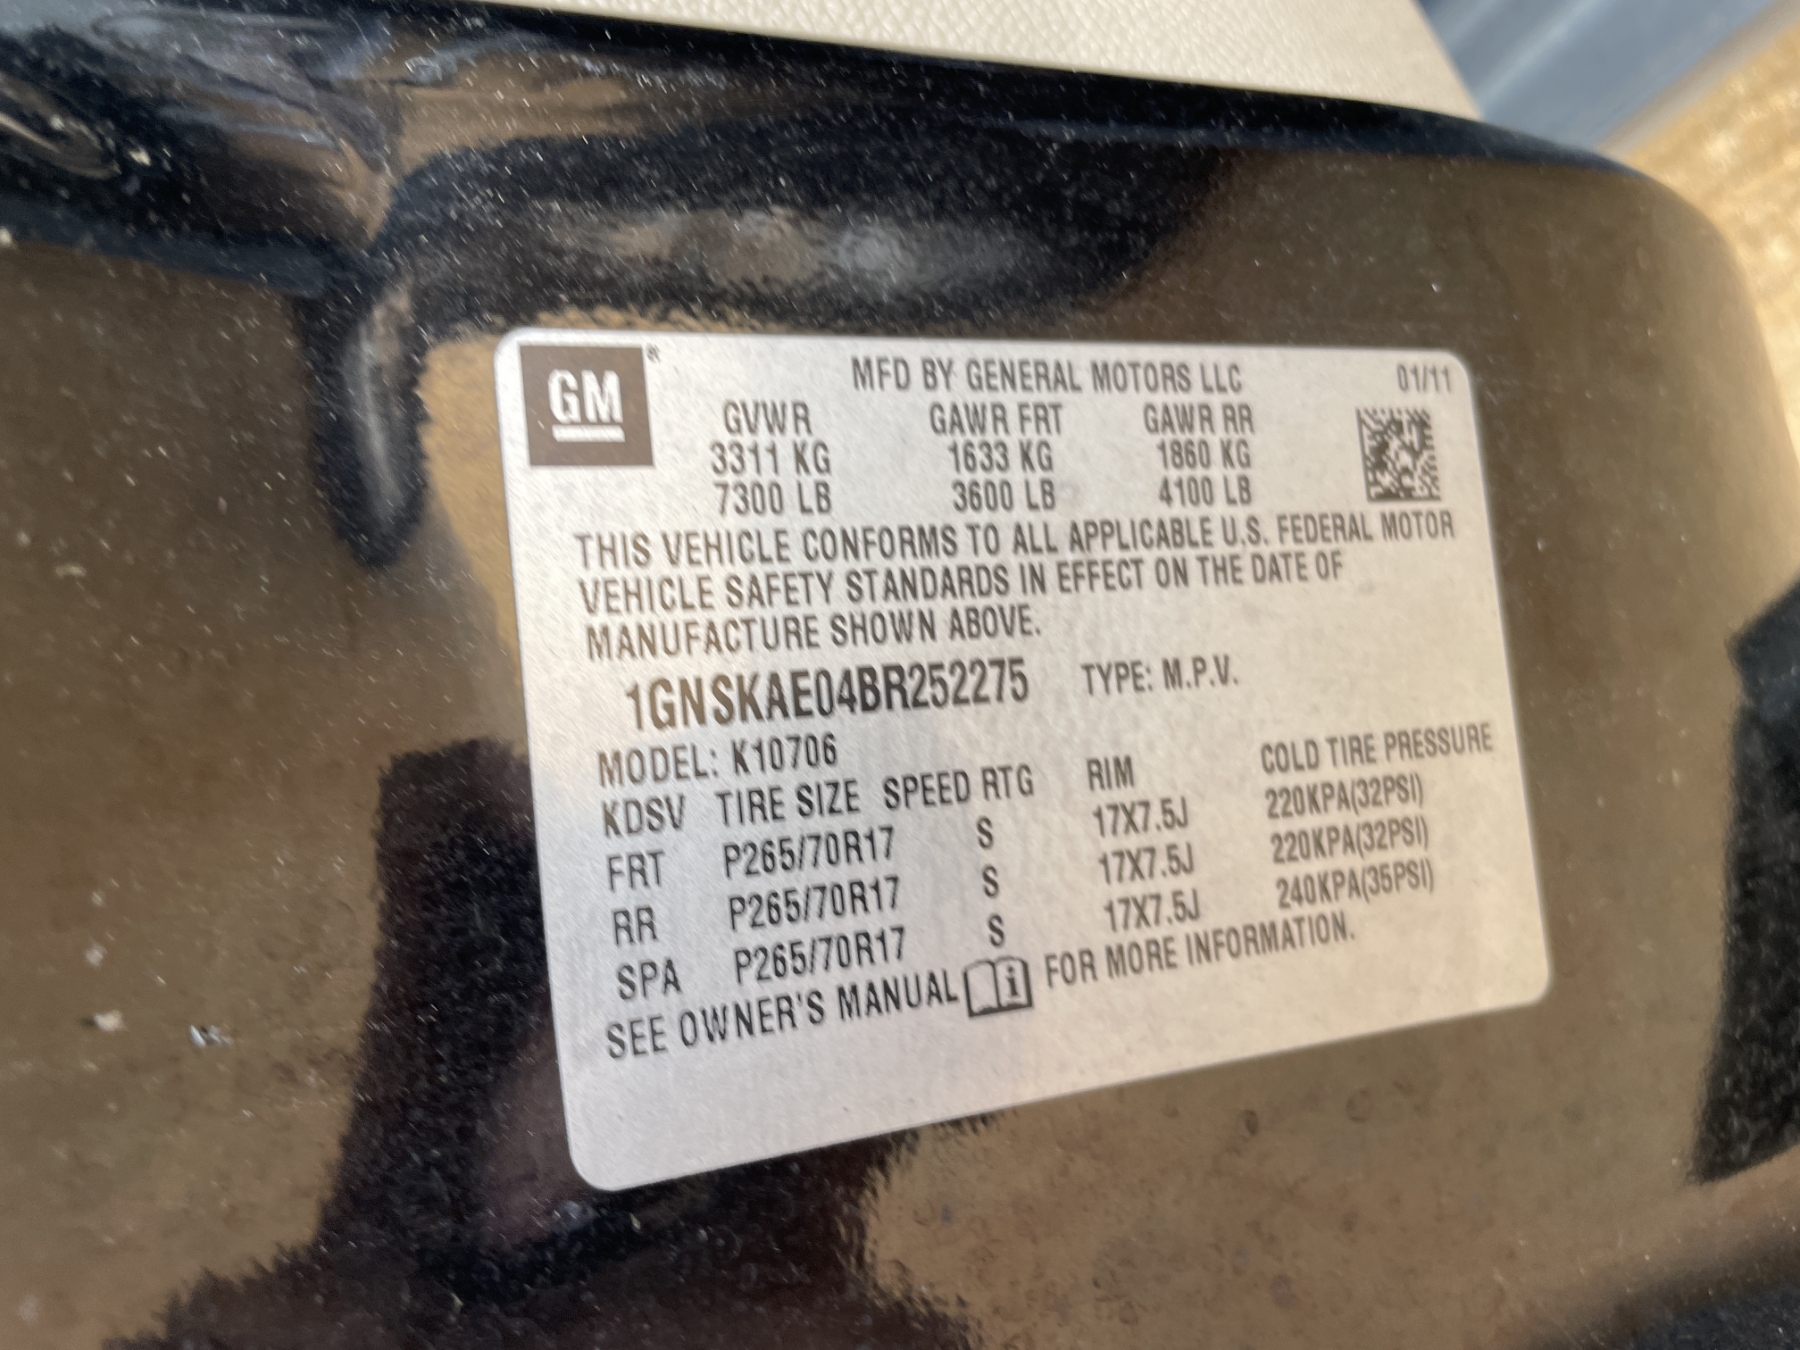 GM®
MFD BY GENERAL MOTORS LLC 01/11
GVWR GAWR FRT GAWR RR
3311 KG 1633 KG 1860 KG
7300 LB 3600 LB 4100 LB
THIS VEHICLE CONFORMS TO ALL APPLICABLE U.S. FEDERAL MOTOR
VEHICLE SAFETY STANDARDS IN EFFECT ON THE DATE OF
MANUFACTURE SHOWN ABOVE.
1GNSKAE04BR252275 TYPE: M.P.V.
MODEL: K10706
KDSV TIRE SIZE SPEED RTG RIM COLD TIRE PRESSURE
FRT P265/70R17 S 17X7.5J 220KPA(32PSI)
RR P265/70R17 S 17X7.5J 220KPA(32PSI)
SPA P265/70R17 S 17X7.5J 240KPA(35PSI)
SEE OWNER'S MANUAL i FOR MORE INFORMATION.